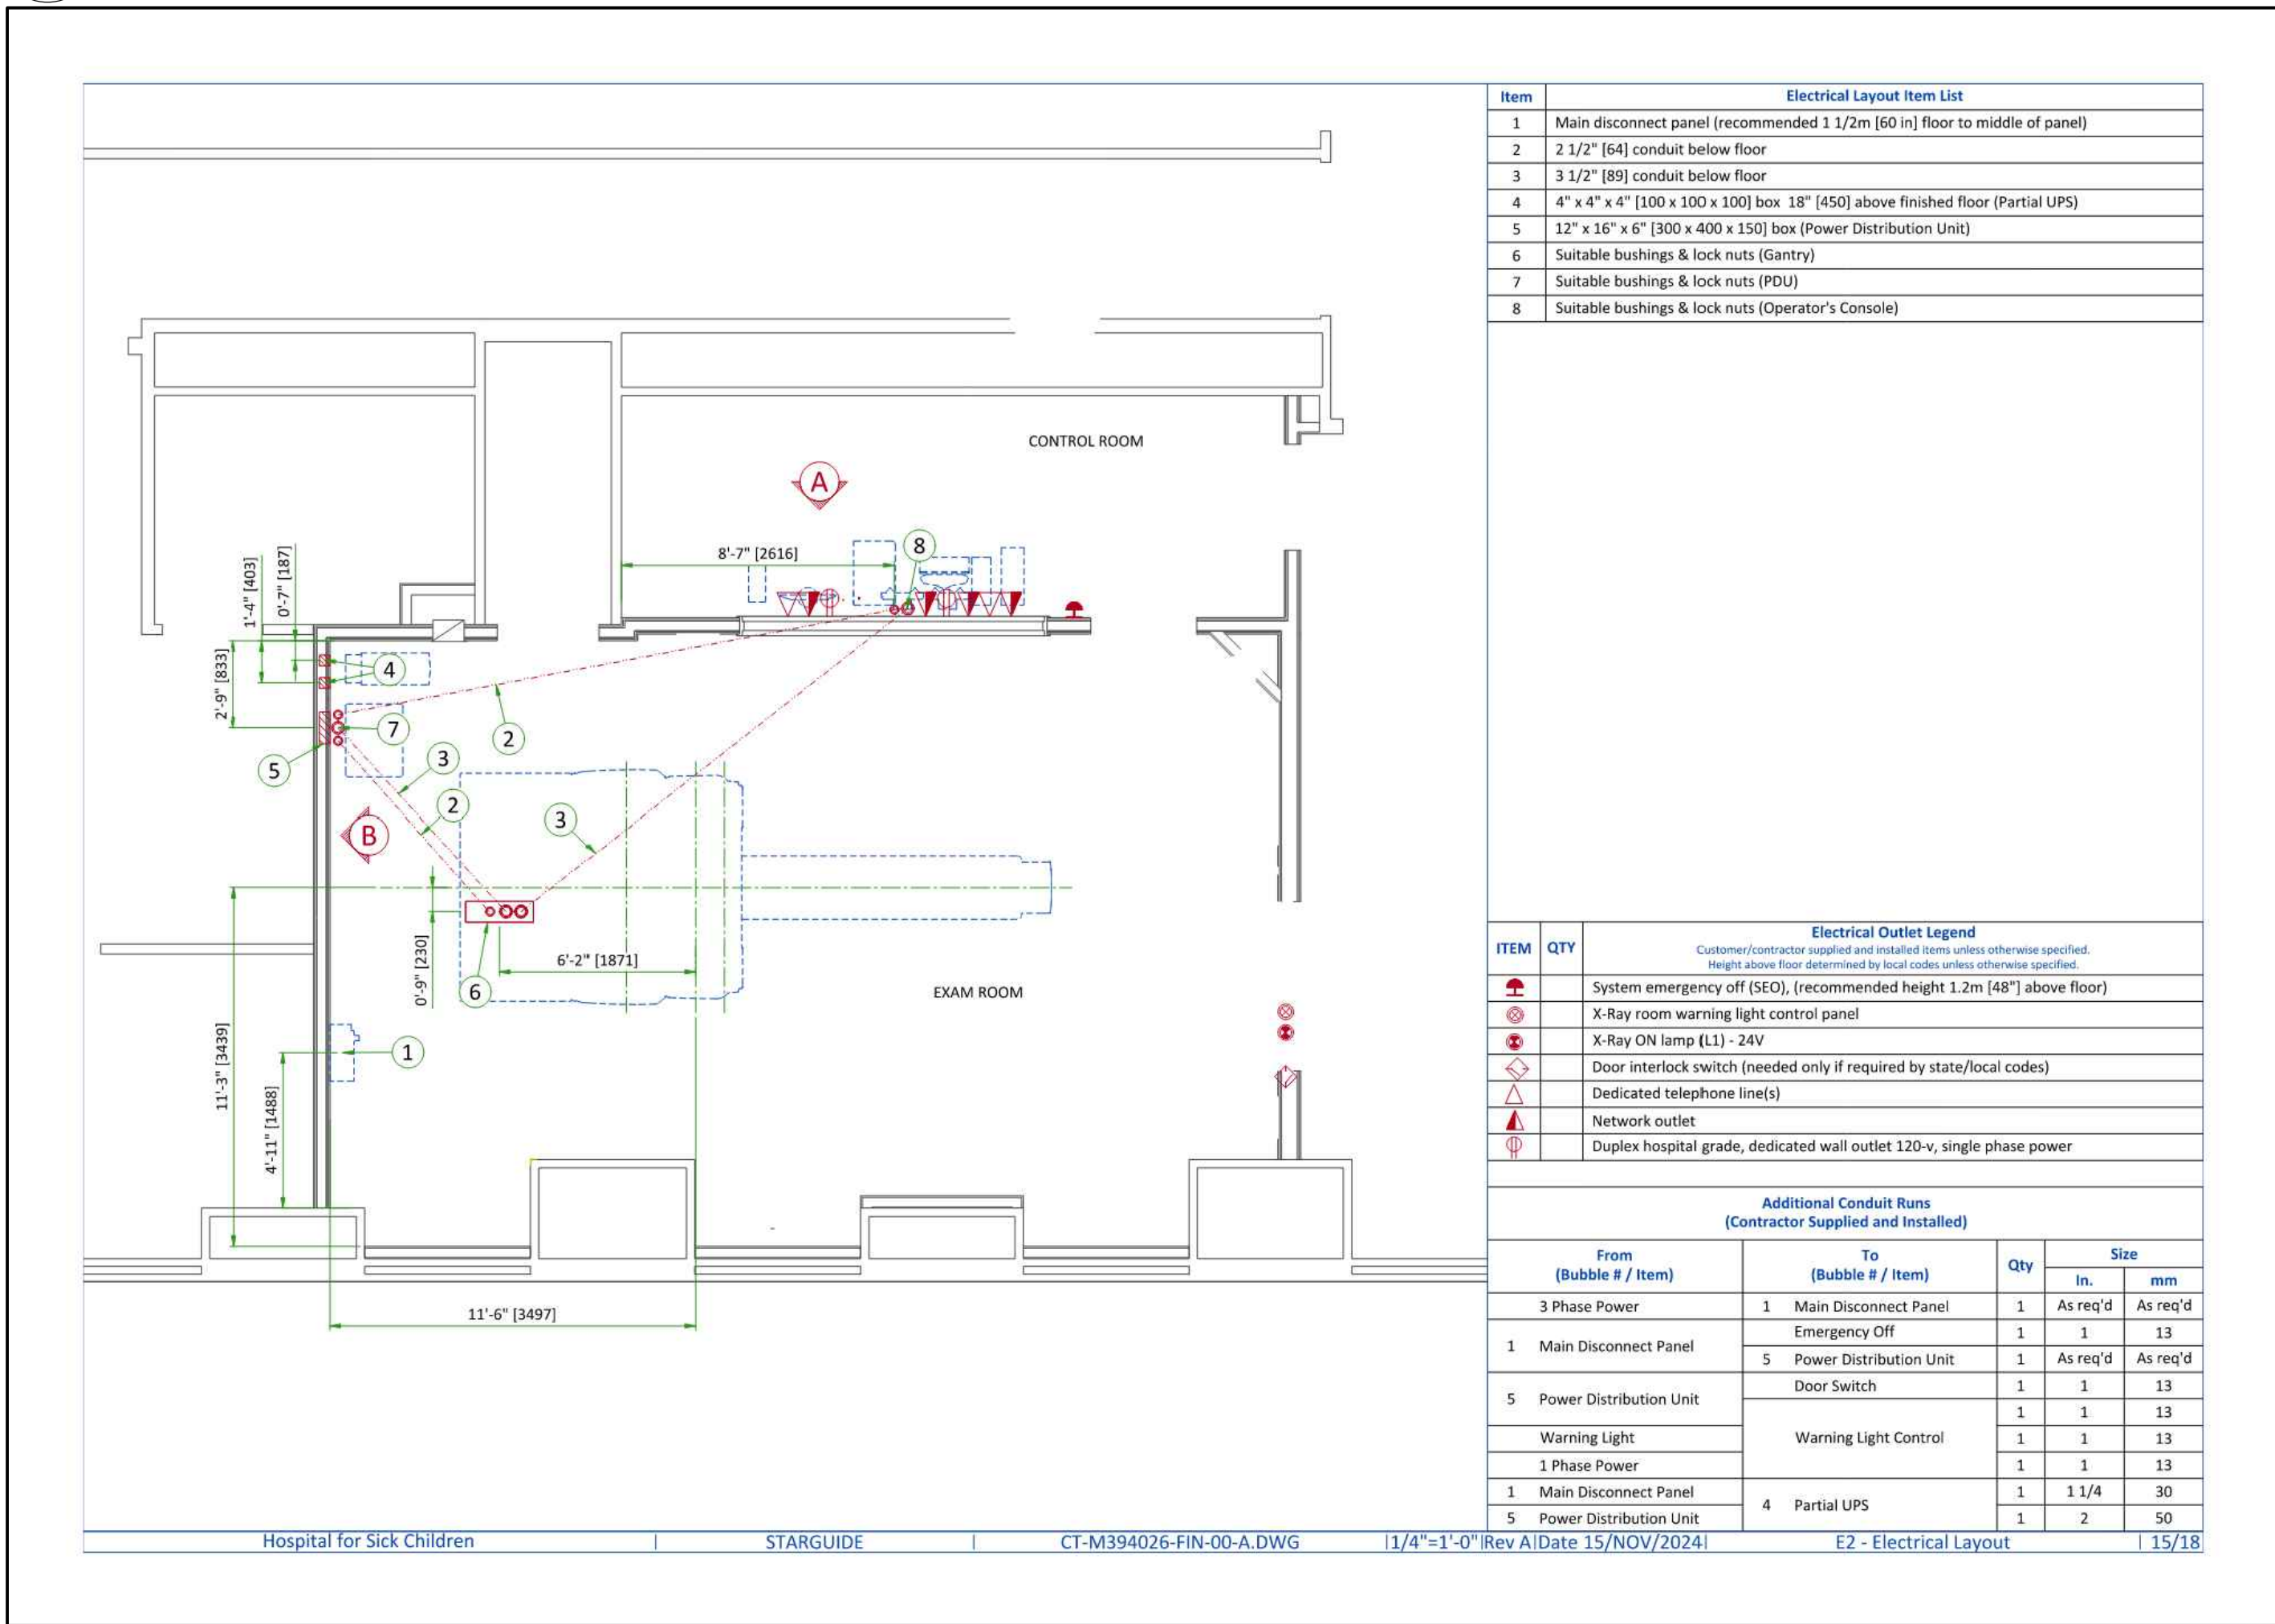 Item Electrical Layout Item List
1 Main disconnect panel (recommended 1 1/2m [60 in] floor to middle of panel)
2 2 1/2" [64] conduit below floor
3 3 1/2" [89] conduit below floor
4 4" x 4" x 4" [100 x 100 x 100] box 18" [450] above finished floor (Partial UPS)
5 12" x 16" x 6" [300 x 400 x 150] box (Power Distribution Unit)
6 Suitable bushings & lock nuts (Gantry)
7 Suitable bushings & lock nuts (PDU)
8 Suitable bushings & lock nuts (Operator's Console)
CONTROL ROOM
A
8
8'-7" [2616]
0'-7" [187]
1'-4" [403]
2'-9" [833]
4
7
2
3
5
2
3
B
6'-2" [1871]
0'-9" [230]
6
EXAM ROOM
1
11'-3" [3439]
4'-11" [1488]
11'-6" [3497]
ITEM QTY Electrical Outlet Legend
Customer/contractor supplied and installed items unless otherwise specified.
Height above floor determined by local codes unless otherwise specified.
System emergency off (SEO), (recommended height 1.2m [48"] above floor)
X-Ray room warning light control panel
X-Ray ON lamp (L1) - 24V
Door interlock switch (needed only if required by state/local codes)
Dedicated telephone line(s)
Network outlet
Duplex hospital grade, dedicated wall outlet 120-v, single phase power
Additional Conduit Runs
(Contractor Supplied and Installed)
From (Bubble # / Item) To (Bubble # / Item) Qty Size
In. mm
3 Phase Power 1 Main Disconnect Panel 1 As req'd As req'd
1 Main Disconnect Panel Emergency Off 1 1 13
5 Power Distribution Unit 1 As req'd As req'd
5 Power Distribution Unit Door Switch 1 1 13
Warning Light Control 1 1 13
Warning Light 1 1 13
1 Phase Power 1 1 13
1 Main Disconnect Panel 4 Partial UPS 1 1 1/4 30
5 Power Distribution Unit 1 2 50
Hospital for Sick Children | STARGUIDE | CT-M394026-FIN-00-A.DWG |1/4"=1'-0"|Rev A|Date 15/NOV/2024| E2 - Electrical Layout | 15/18